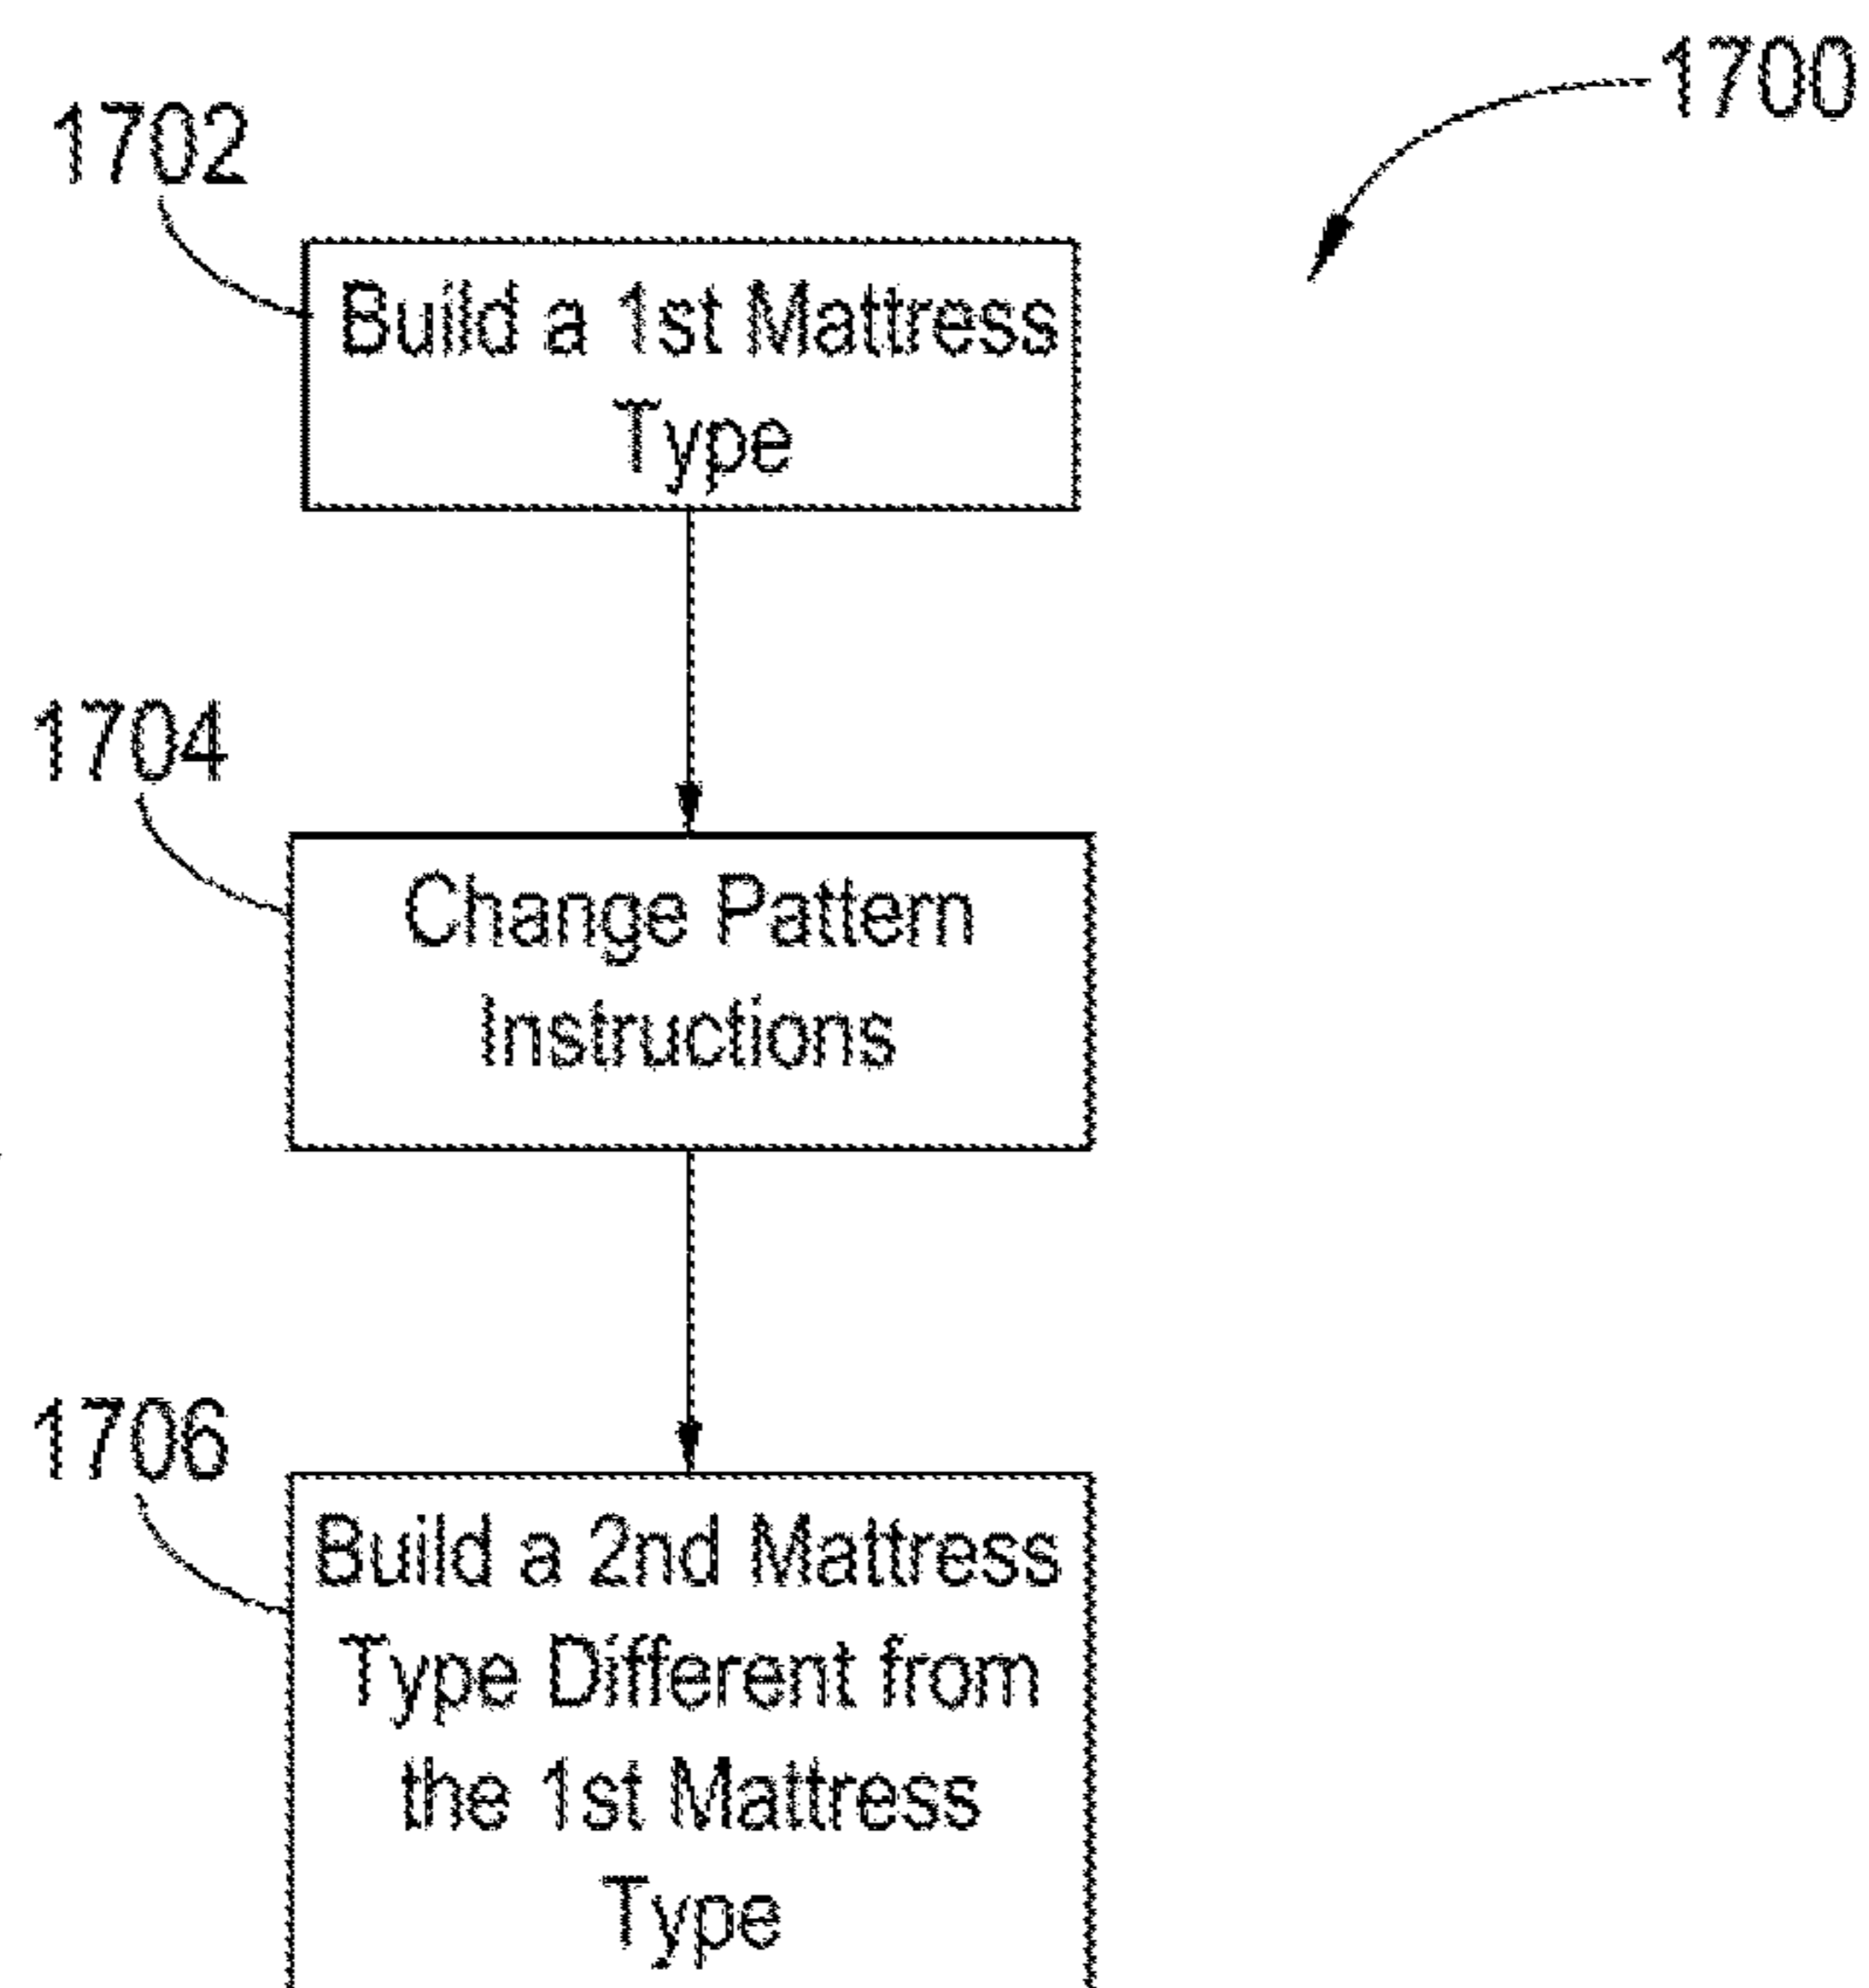 1700
1702
Build a 1st Mattress
Type
1704
Change Pattern
Instructions
1706
Build a 2nd Mattress
Type Different from
the 1st Mattress
Type